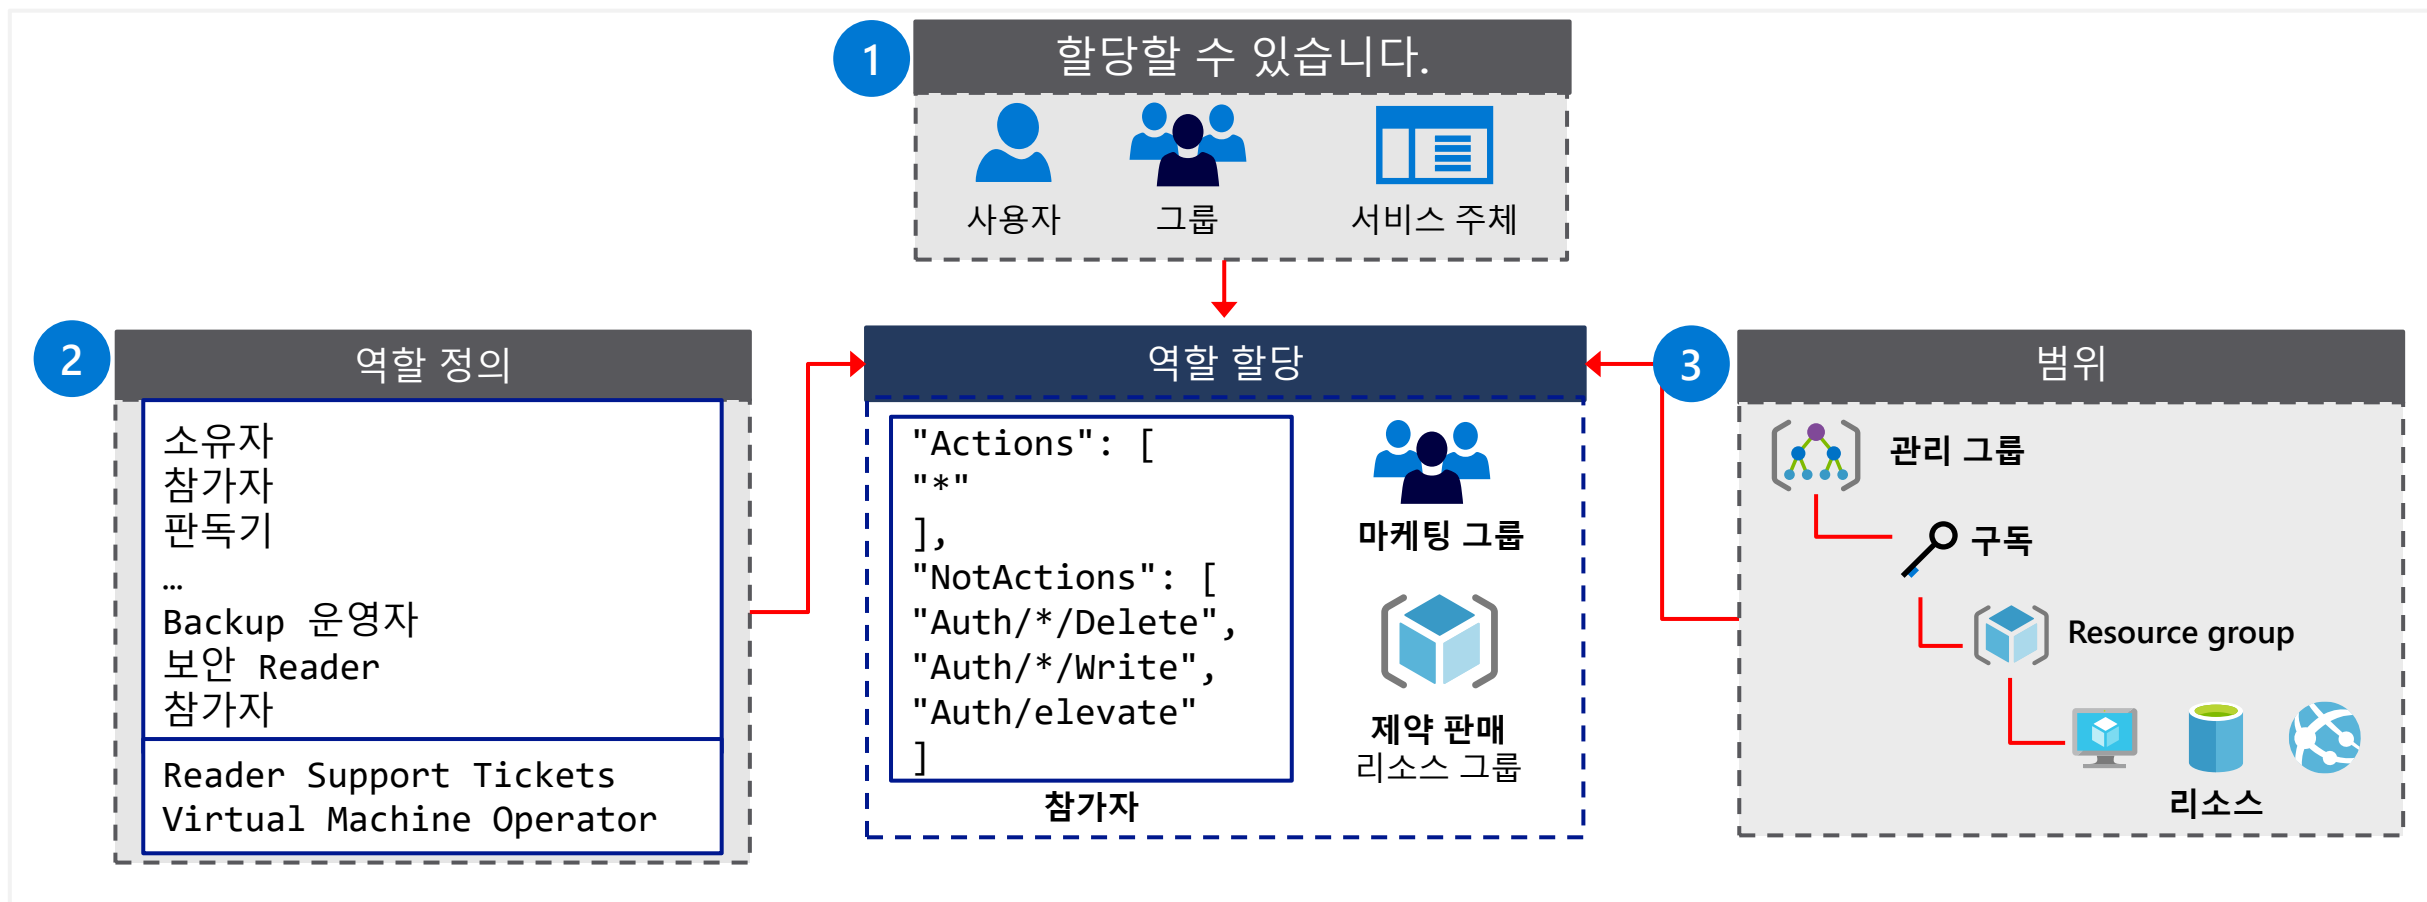 1
할당할 수 있습니다.
사용자
그룹
서비스 주체
2
역할 정의
소유자
참가자
판독기
…
Backup 운영자
보안 Reader
참가자
Reader Support Tickets
Virtual Machine Operator
역할 할당
"Actions": [
"*"
],
"NotActions": [
"Auth/*/Delete",
"Auth/*/Write",
"Auth/elevate"
]
참가자
마케팅 그룹
제약 판매
리소스 그룹
3
범위
관리 그룹
구독
Resource group
리소스